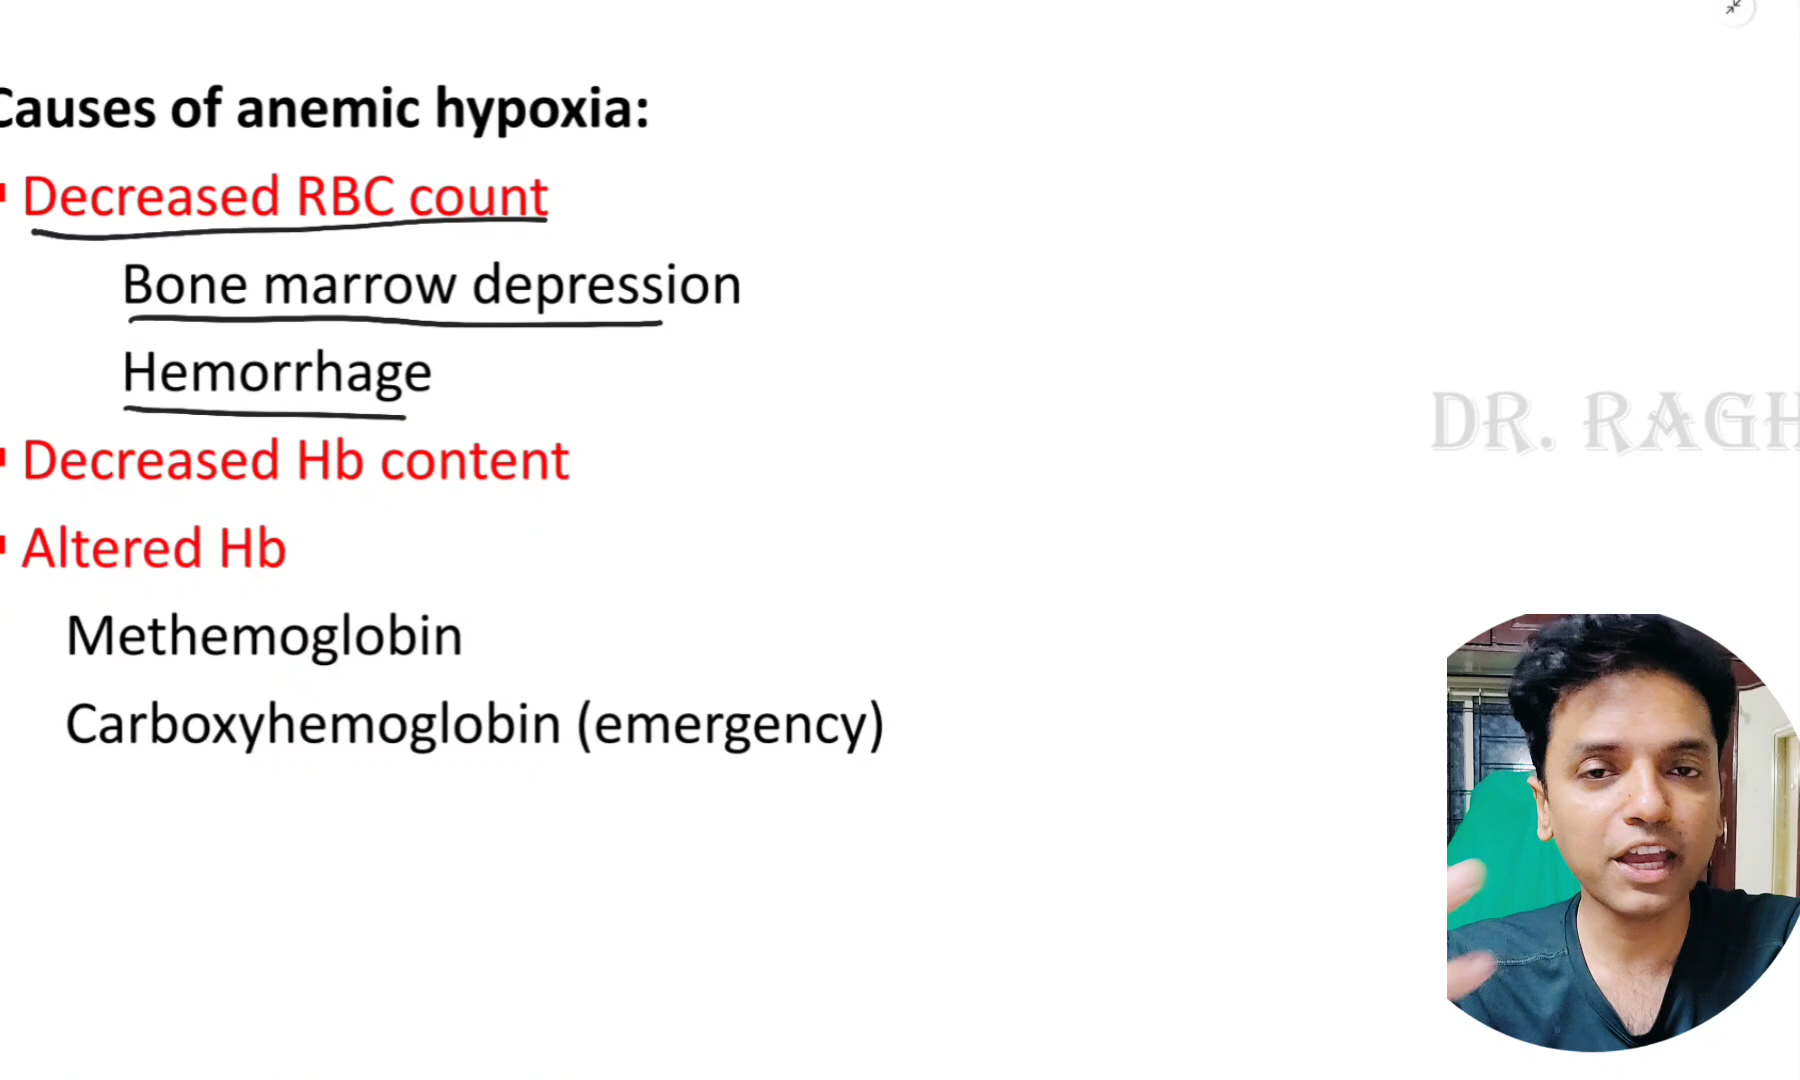 Causes of anemic hypoxia:
Decreased RBC count
Bone marrow depression
Hemorrhage
Decreased Hb content
DR. RAGH
Altered Hb
Methemoglobin
Carboxyhemoglobin (emergency)